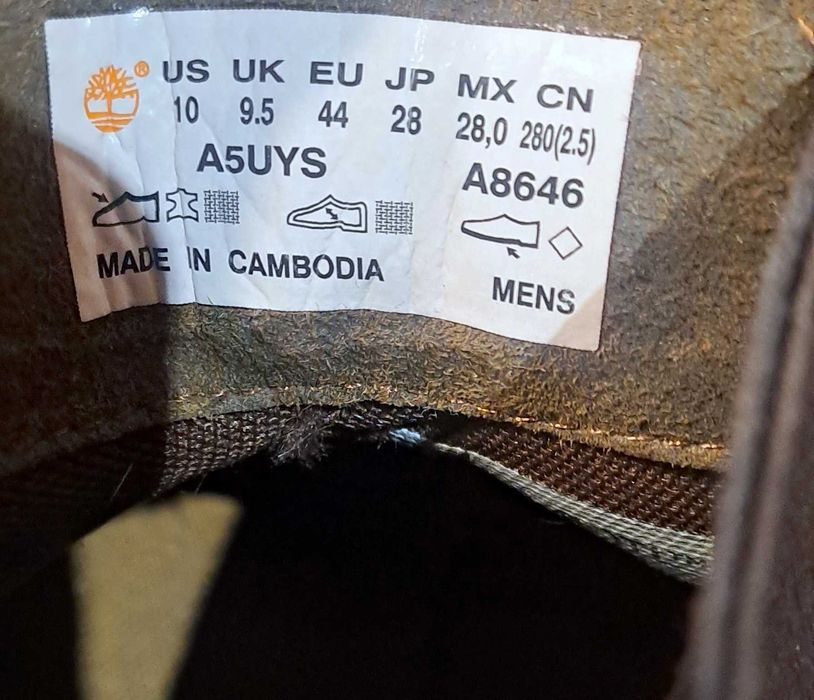 ® US UK EU JP MX CN
10 9.5 44 28 28,0 280(2.5)
A5UYS A8646
MADE IN CAMBODIA MENS